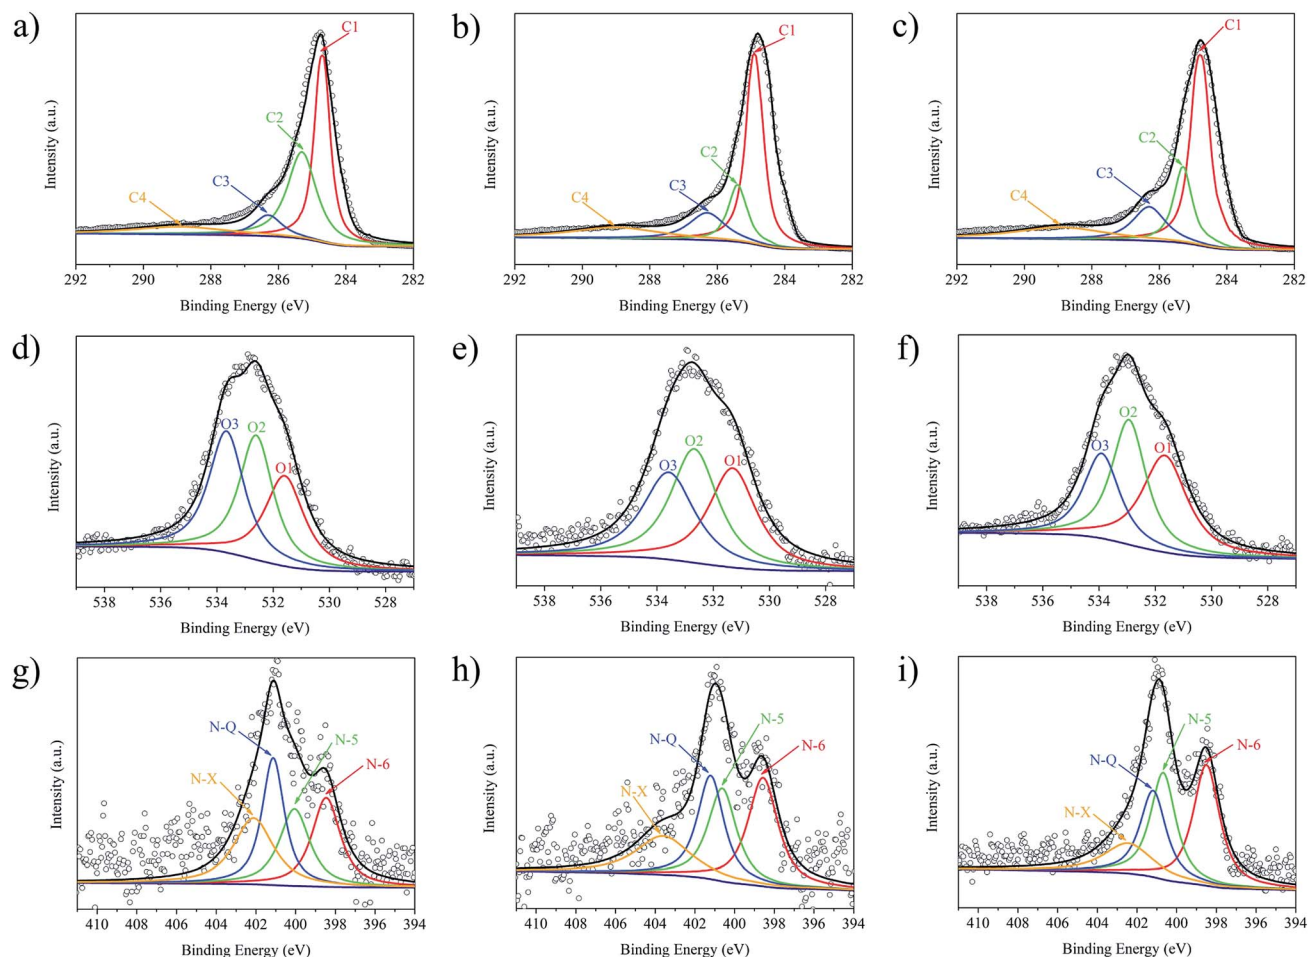 a)
Intensity (a.u.)
C1
C2
C3
C4
292 290 288 286 284 282
Binding Energy (eV)
b)
Intensity (a.u.)
C1
C2
C3
C4
292 290 288 286 284 282
Binding Energy (eV)
c)
Intensity (a.u.)
C1
C2
C3
C4
292 290 288 286 284 282
Binding Energy (eV)
d)
Intensity (a.u.)
O3 O2
O1
538 536 534 532 530 528
Binding Energy (eV)
e)
Intensity (a.u.)
O2
O3 O1
538 536 534 532 530 528
Binding Energy (eV)
f)
Intensity (a.u.)
O2
O3 O1
538 536 534 532 530 528
Binding Energy (eV)
g)
Intensity (a.u.)
N-Q
N-5
N-X
N-6
410 408 406 404 402 400 398 396 394
Binding Energy (eV)
h)
Intensity (a.u.)
N-5
N-Q N-6
N-X
410 408 406 404 402 400 398 396 394
Binding Energy (eV)
i)
Intensity (a.u.)
N-5
N-6
N-Q
N-X
410 408 406 404 402 400 398 396 394
Binding Energy (eV)